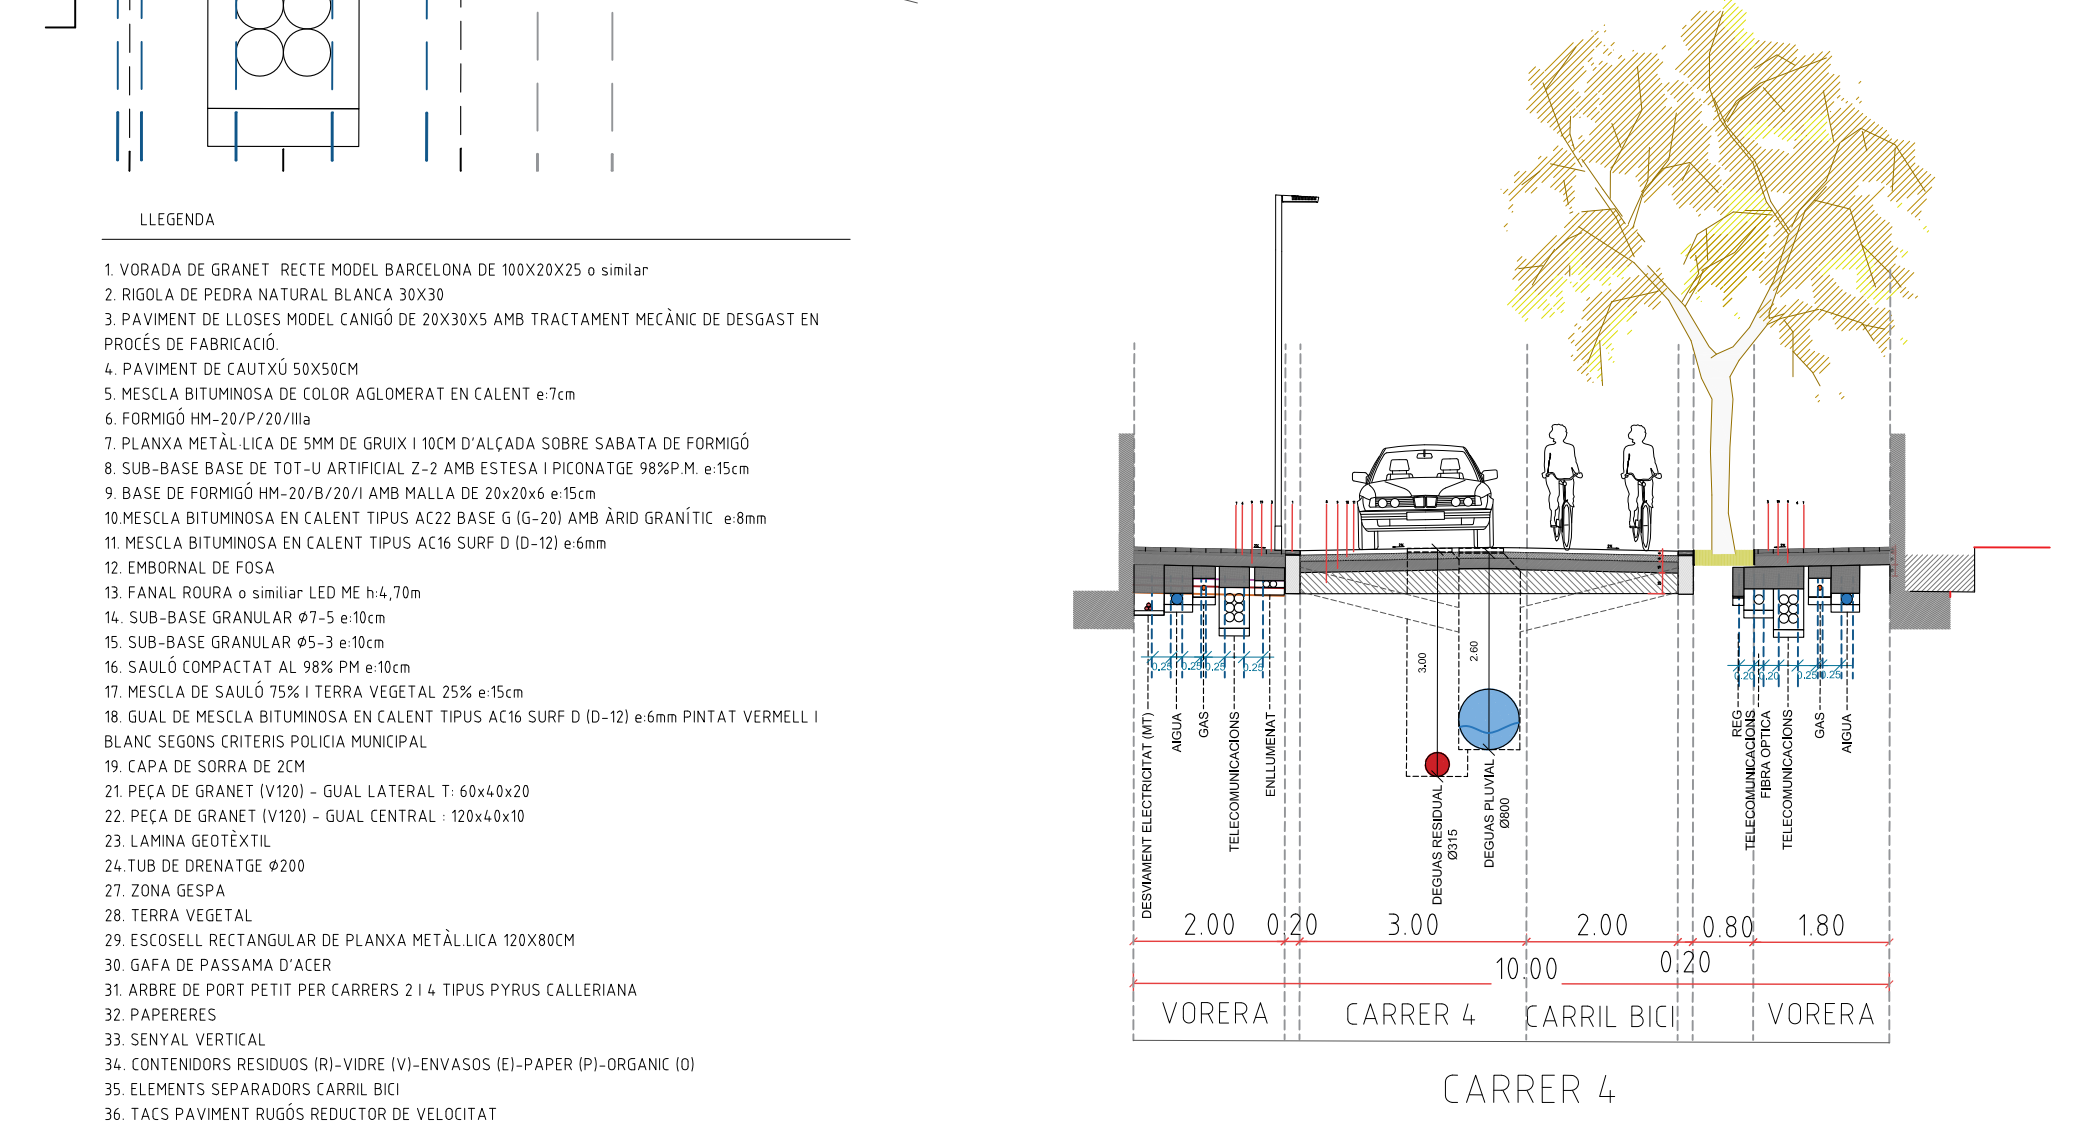 LLEGENDA
1. VORADA DE GRANET RECTE MODEL BARCELONA DE 100X20X25 o similar
2. RIGOLA DE PEDRA NATURAL BLANCA 30X30
3. PAVIMENT DE LLOSES MODEL CANIGÓ DE 20X30X5 AMB TRACTAMENT MECÀNIC DE DESGAST EN
PROCÉS DE FABRICACIÓ.
4. PAVIMENT DE CAUTXÚ 50X50CM
5. MESCLA BITUMINOSA DE COLOR AGLOMERAT EN CALENT e:7cm
6. FORMIGÓ HM-20/P/20/IIIa
7. PLANXA METÀL·LICA DE 5MM DE GRUIX I 10CM D'ALÇADA SOBRE SABATA DE FORMIGÓ
8. SUB-BASE BASE DE TOT-U ARTIFICIAL Z-2 AMB ESTESA I PICONATGE 98%P.M. e:15cm
9. BASE DE FORMIGÓ HM-20/B/20/I AMB MALLA DE 20x20x6 e:15cm
10.MESCLA BITUMINOSA EN CALENT TIPUS AC22 BASE G (G-20) AMB ÀRID GRANÍTIC e:8mm
11. MESCLA BITUMINOSA EN CALENT TIPUS AC16 SURF D (D-12) e:6mm
12. EMBORNAL DE FOSA
13. FANAL ROURA o similiar LED ME h:4,70m
14. SUB-BASE GRANULAR Ø7-5 e:10cm
15. SUB-BASE GRANULAR Ø5-3 e:10cm
16. SAULÓ COMPACTAT AL 98% PM e:10cm
17. MESCLA DE SAULÓ 75% I TERRA VEGETAL 25% e:15cm
18. GUAL DE MESCLA BITUMINOSA EN CALENT TIPUS AC16 SURF D (D-12) e:6mm PINTAT VERMELL I
BLANC SEGONS CRITERIS POLICIA MUNICIPAL
19. CAPA DE SORRA DE 2CM
21. PEÇA DE GRANET (V120) - GUAL LATERAL T: 60x40x20
22. PEÇA DE GRANET (V120) - GUAL CENTRAL : 120x40x10
23. LAMINA GEOTÈXTIL
24.TUB DE DRENATGE Ø200
27. ZONA GESPA
28. TERRA VEGETAL
29. ESCOSELL RECTANGULAR DE PLANXA METÀL.LICA 120X80CM
30. GAFA DE PASSAMA D'ACER
31. ARBRE DE PORT PETIT PER CARRERS 2 I 4 TIPUS PYRUS CALLERIANA
32. PAPERERES
33. SENYAL VERTICAL
34. CONTENIDORS RESIDUOS (R)-VIDRE (V)-ENVASOS (E)-PAPER (P)-ORGANIC (O)
35. ELEMENTS SEPARADORS CARRIL BICI
36. TACS PAVIMENT RUGÓS REDUCTOR DE VELOCITAT
0.25 0.25 0.25 0.25
3.00
2.60
0.20 0.20 0.25 0.25
DESVIAMENT ELECTRICITAT (MT)
AIGUA
GAS
TELECOMUNICACIONS
ENLLUMENAT
DEGUAS RESIDUAL
Ø315
DEGUAS PLUVIAL
Ø800
REG
TELECOMUNICACIONS
FIBRA OPTICA
TELECOMUNICACIONS
GAS
AIGUA
2.00 0.20 3.00 2.00 0.80 1.80
10.00 0.20
VORERA CARRER 4 CARRIL BICI VORERA
CARRER 4